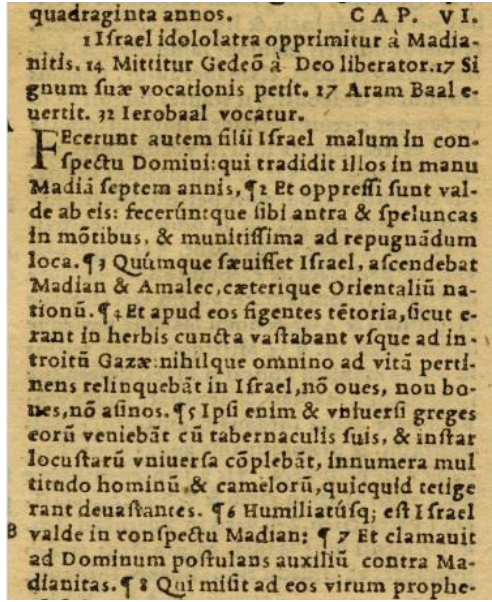 quadraginta annos. CAP. VI.
1 Iſrael idololatra opprimitur à Madia-
nitis. 14 Mittitur Gedeō à Deo liberator. 17 Si
gnum ſuæ vocationis petit. 27 Aram Baal e-
uertit. 32 Ierobaal vocatur.
FEcerunt autem filii Iſrael malum in con-
ſpectu Domini: qui tradidit illos in manu
Madiā ſeptem annis, ¶2 Et oppreſſi ſunt val-
de ab eis: fecerúntque ſibi antra & ſpeluncas
in mōtibus, & munitiſſima ad repugnādum
loca. ¶3 Quúmque ſæuiſſet Iſrael, aſcendebat
Madian & Amalec, cæterique Orientaliū na-
tionū. ¶4 Et apud eos figentes tētoria, ſicut e-
rant in herbis cuncta vaſtabant vſque ad in-
troitū Gazæ: nihilque omnino ad vitā perti-
nens relinquebāt in Iſrael, nō oues, non bo-
ues, nō aſinos. ¶5 Ipſi enim & vniuerſi greges
eorū veniebāt cū tabernaculis ſuis, & inſtar
locuſtarū vniuerſa cōplebāt, innumera mul
titudo hominū, & camelorū, quicquid tetige
rant deuaſtantes. ¶6 Humiliatúſq; eſt Iſrael
B valde in conſpectu Madian: ¶7 Et clamauit
ad Dominum poſtulans auxiliū contra Ma-
dianitas. ¶8 Qui miſit ad eos virum prophe-